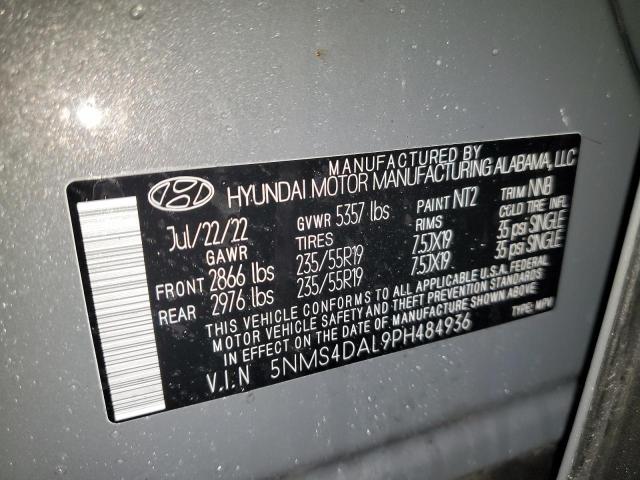 MANUFACTURED BY
HYUNDAI MOTOR MANUFACTURING ALABAMA, LLC
Jul/22/22 GVWR 5357 lbs PAINT NT2 TRIM NNB
GAWR TIRES RIMS COLD TIRE INFL
FRONT 2866 lbs 235/55R19 7.5JX19 35 psi SINGLE
REAR 2976 lbs 235/55R19 7.5JX19 35 psi SINGLE
THIS VEHICLE CONFORMS TO ALL APPLICABLE U.S.A. FEDERAL
MOTOR VEHICLE SAFETY AND THEFT PREVENTION STANDARDS
IN EFFECT ON THE DATE OF MANUFACTURE SHOWN ABOVE.
V.I.N 5NMS4DAL9PH484936 TYPE: MPV